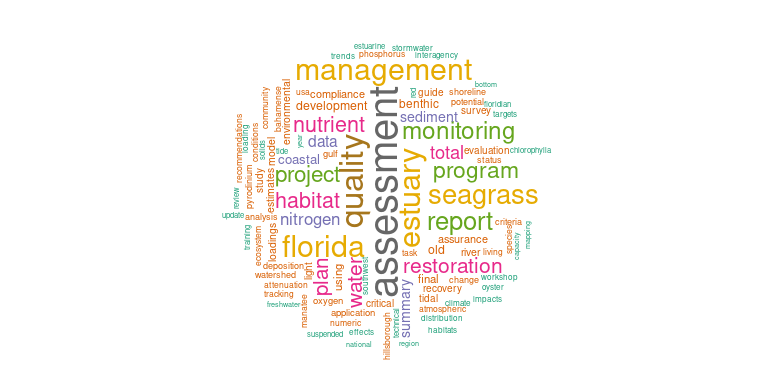 estuarine
stormwater
trends
phosphorus
interagency
management
bottom
usa
compliance
red
guide
shoreline
community
bahamense
environmental
development
benthic
potential
floridian
nutrient
sediment
survey
targets
recommendations
loading
conditions
solids
tide
year
data
quality
assessment
monitoring
model
coastal
gulf
estuary
total
evaluation
chlorophylla
status
review
pyrodinium
study
estimates
project
program
habitat
seagrass
update
analysis
nitrogen
report
criteria
training
ecosystem
loadings
florida
old
assurance
species
capacity
mapping
task
river
living
deposition
watershed
light
plan
using
water
southwest
restoration
attenuation
tracking
final
change
workshop
recovery
oyster
freshwater
manatee
oxygen
critical
summary
tidal
climate
impacts
application
atmospheric
numeric
distribution
suspended
effects
hillsborough
technical
habitats
national
region